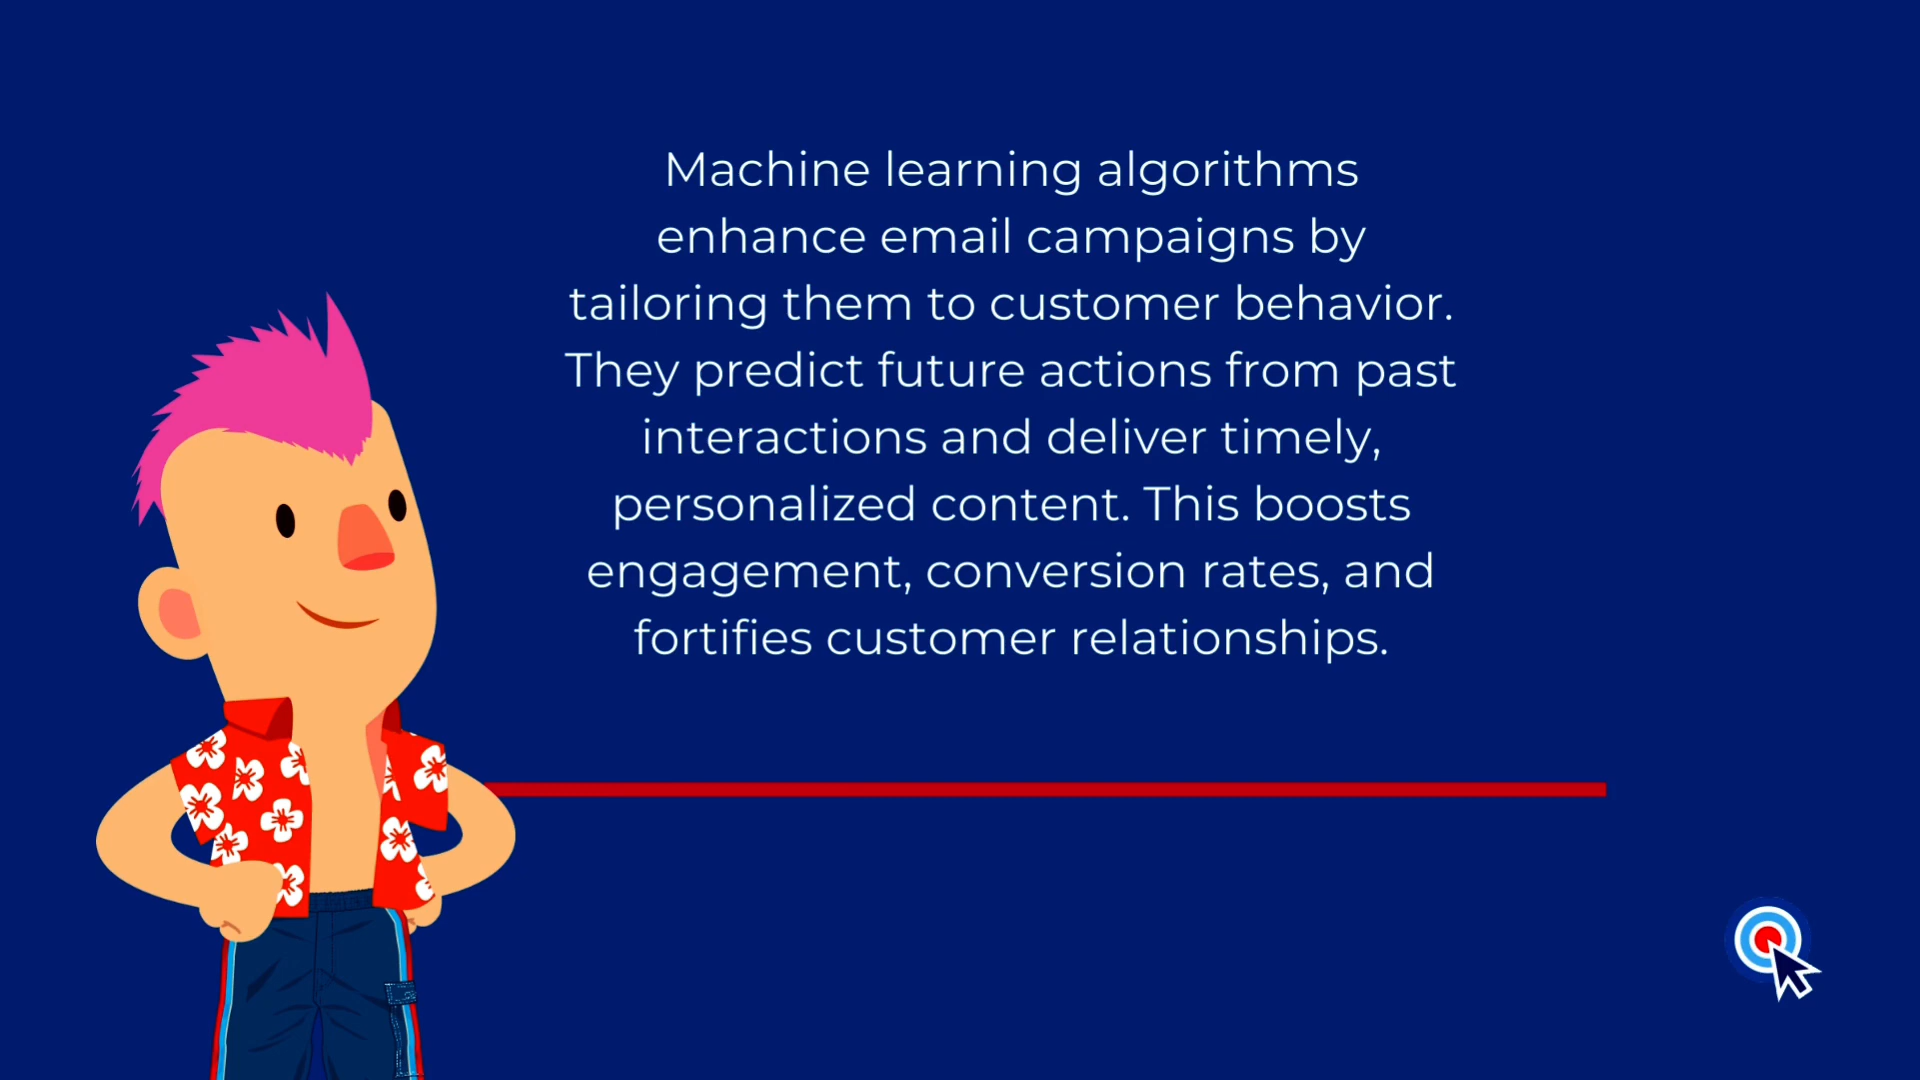 Machine learning algorithms
enhance email campaigns by
tailoring them to customer behavior.
They predict future actions from past
interactions and deliver timely,
personalized content. This boosts
engagement, conversion rates, and
fortifies customer relationships.